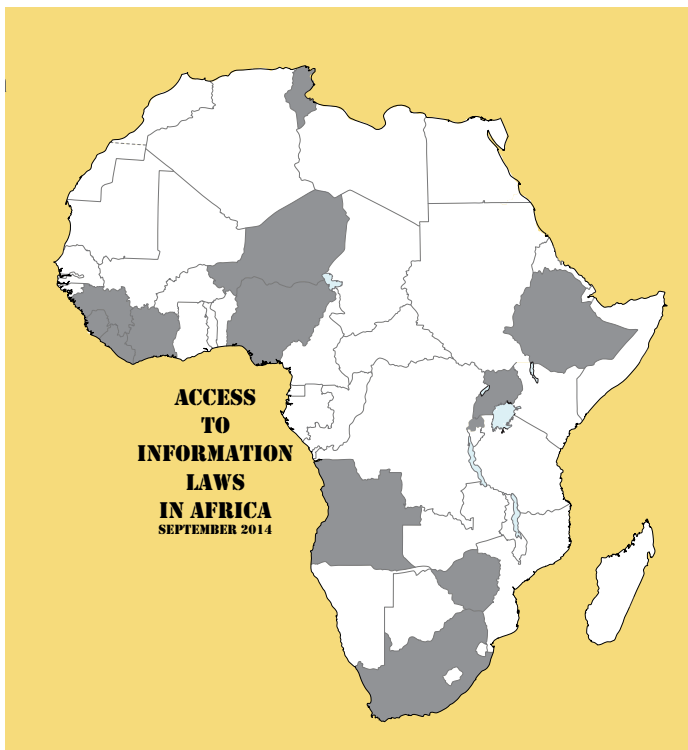 ACCESS
TO
INFORMATION
LAWS
IN AFRICA
SEPTEMBER 2014